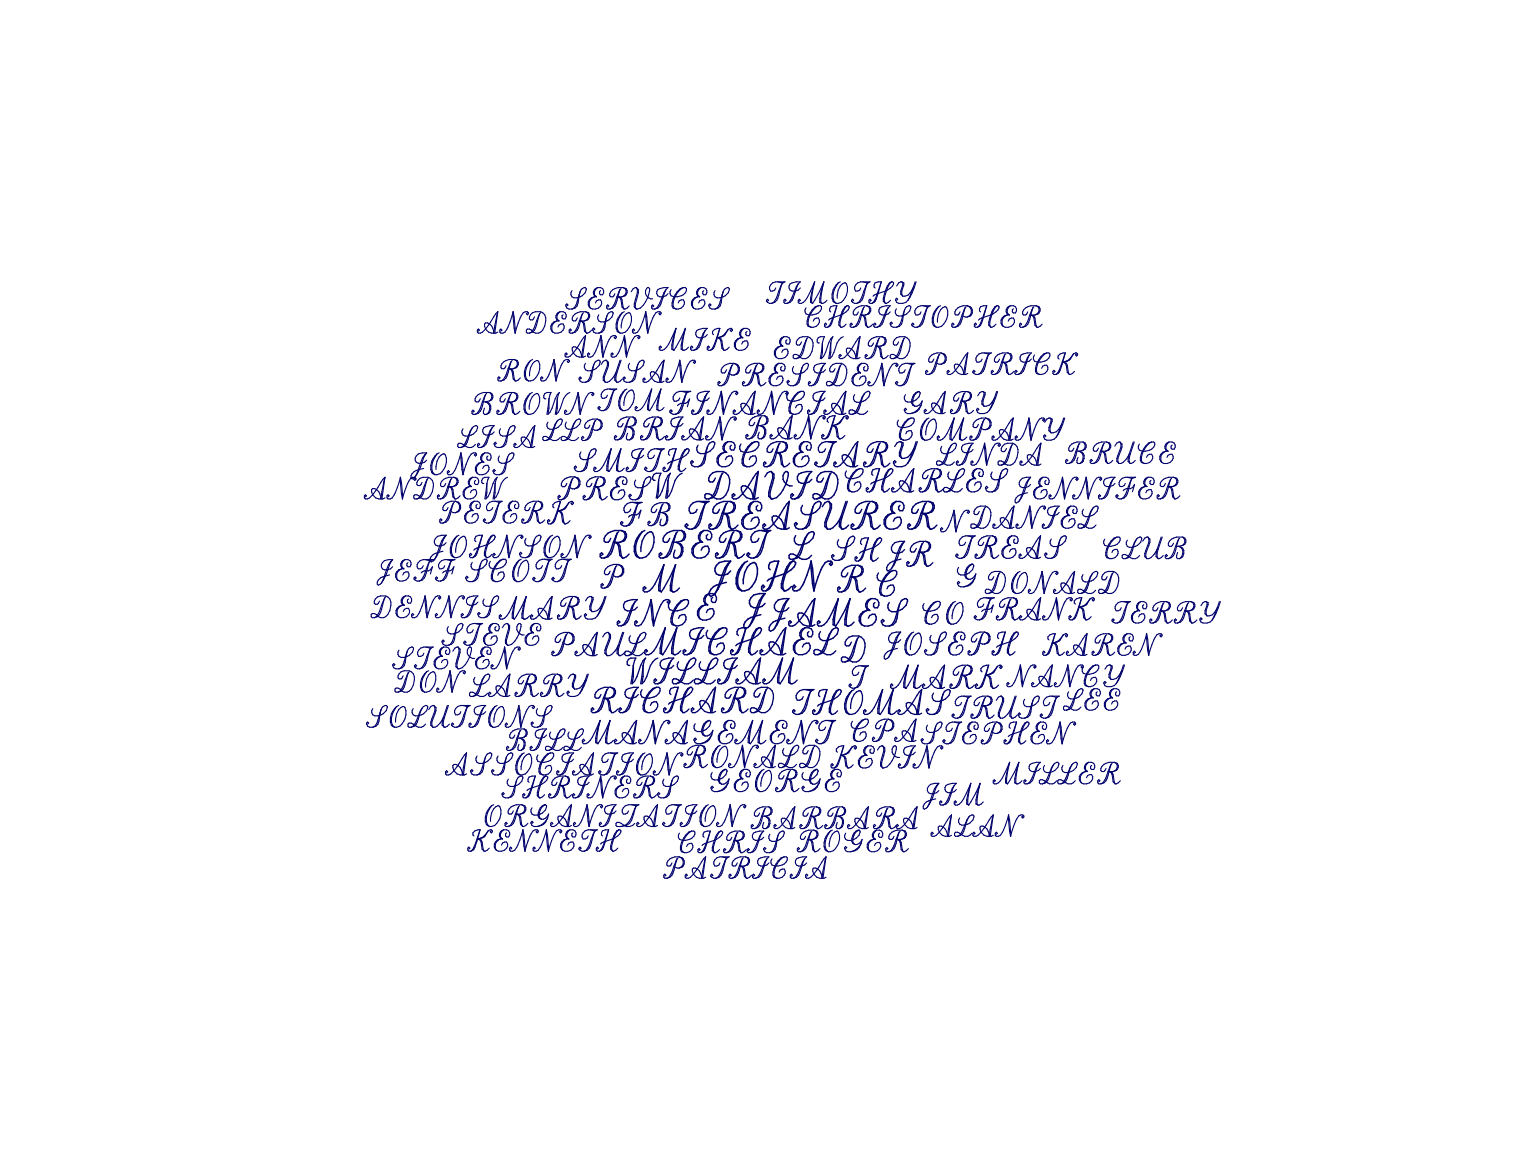 SERVICES TIMOTHY
ANDERSON CHRISTOPHER
ANN MIKE EDWARD
RON SUSAN PRESIDENT PATRICK
BROWN TOM FINANCIAL GARY
LISA LLP BRIAN BANK COMPANY
JONES SMITH SECRETARY LINDA BRUCE
ANDREW PRES W DAVID CHARLES JENNIFER
PETER K F B TREASURER N DANIEL
JOHNSON ROBERT L S H JR TREAS CLUB
JEFF SCOTT P M JOHN R C G DONALD
DENNIS MARY INC E J JAMES CO FRANK TERRY
STEVE PAUL MICHAEL D JOSEPH KAREN
STEVEN WILLIAM T MARK NANCY
DON LARRY RICHARD THOMAS TRUST LEE
SOLUTIONS BILL MANAGEMENT CPA STEPHEN
ASSOCIATION RONALD KEVIN
SHRINERS GEORGE MILLER
ORGANIZATION BARBARA JIM
KENNETH CHRIS ROGER ALAN
PATRICIA